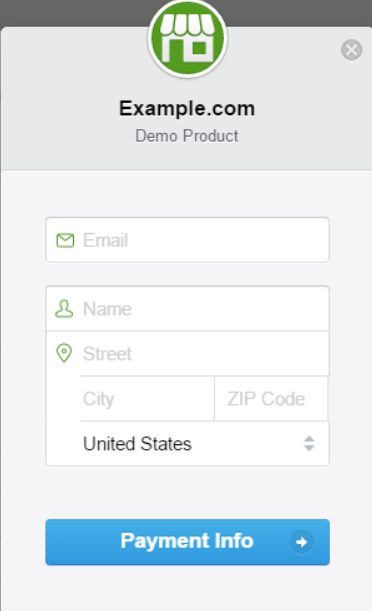 Example.com
Demo Product
Email
Name
Street
City ZIP Code
United States
Payment Info